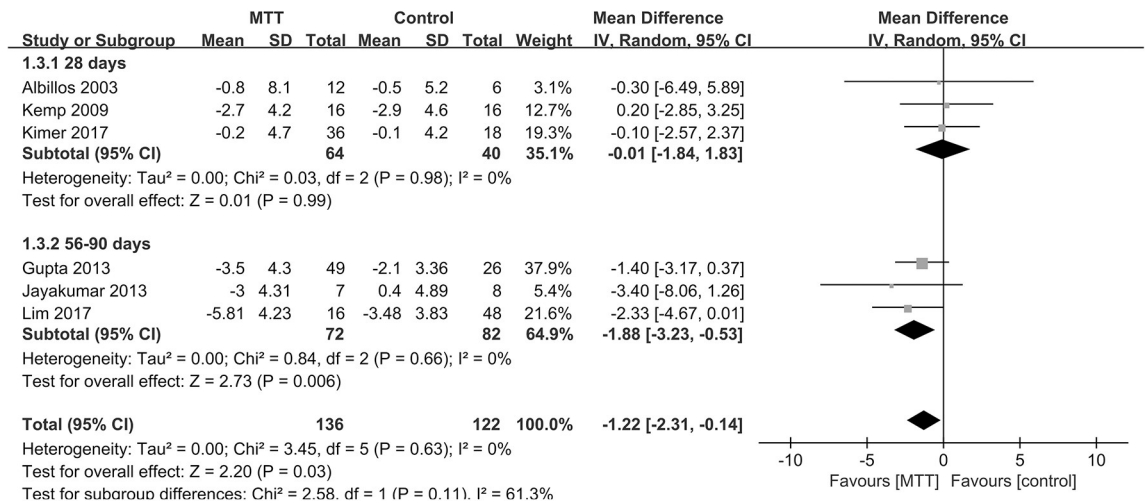 MTT Control Mean Difference Mean Difference
Study or Subgroup Mean SD Total Mean SD Total Weight IV, Random, 95% CI IV, Random, 95% CI
1.3.1 28 days
Albillos 2003 -0.8 8.1 12 -0.5 5.2 6 3.1% -0.30 [-6.49, 5.89]
Kemp 2009 -2.7 4.2 16 -2.9 4.6 16 12.7% 0.20 [-2.85, 3.25]
Kimer 2017 -0.2 4.7 36 -0.1 4.2 18 19.3% -0.10 [-2.57, 2.37]
Subtotal (95% CI) 64 40 35.1% -0.01 [-1.84, 1.83]
Heterogeneity: Tau² = 0.00; Chi² = 0.03, df = 2 (P = 0.98); I² = 0%
Test for overall effect: Z = 0.01 (P = 0.99)
1.3.2 56-90 days
Gupta 2013 -3.5 4.3 49 -2.1 3.36 26 37.9% -1.40 [-3.17, 0.37]
Jayakumar 2013 -3 4.31 7 0.4 4.89 8 5.4% -3.40 [-8.06, 1.26]
Lim 2017 -5.81 4.23 16 -3.48 3.83 48 21.6% -2.33 [-4.67, 0.01]
Subtotal (95% CI) 72 82 64.9% -1.88 [-3.23, -0.53]
Heterogeneity: Tau² = 0.00; Chi² = 0.84, df = 2 (P = 0.66); I² = 0%
Test for overall effect: Z = 2.73 (P = 0.006)
Total (95% CI) 136 122 100.0% -1.22 [-2.31, -0.14]
Heterogeneity: Tau² = 0.00; Chi² = 3.45, df = 5 (P = 0.63); I² = 0%
Test for overall effect: Z = 2.20 (P = 0.03)
Test for subgroup differences: Chi² = 2.58, df = 1 (P = 0.11), I² = 61.3%
-10 -5 0 5 10
Favours [MTT] Favours [control]